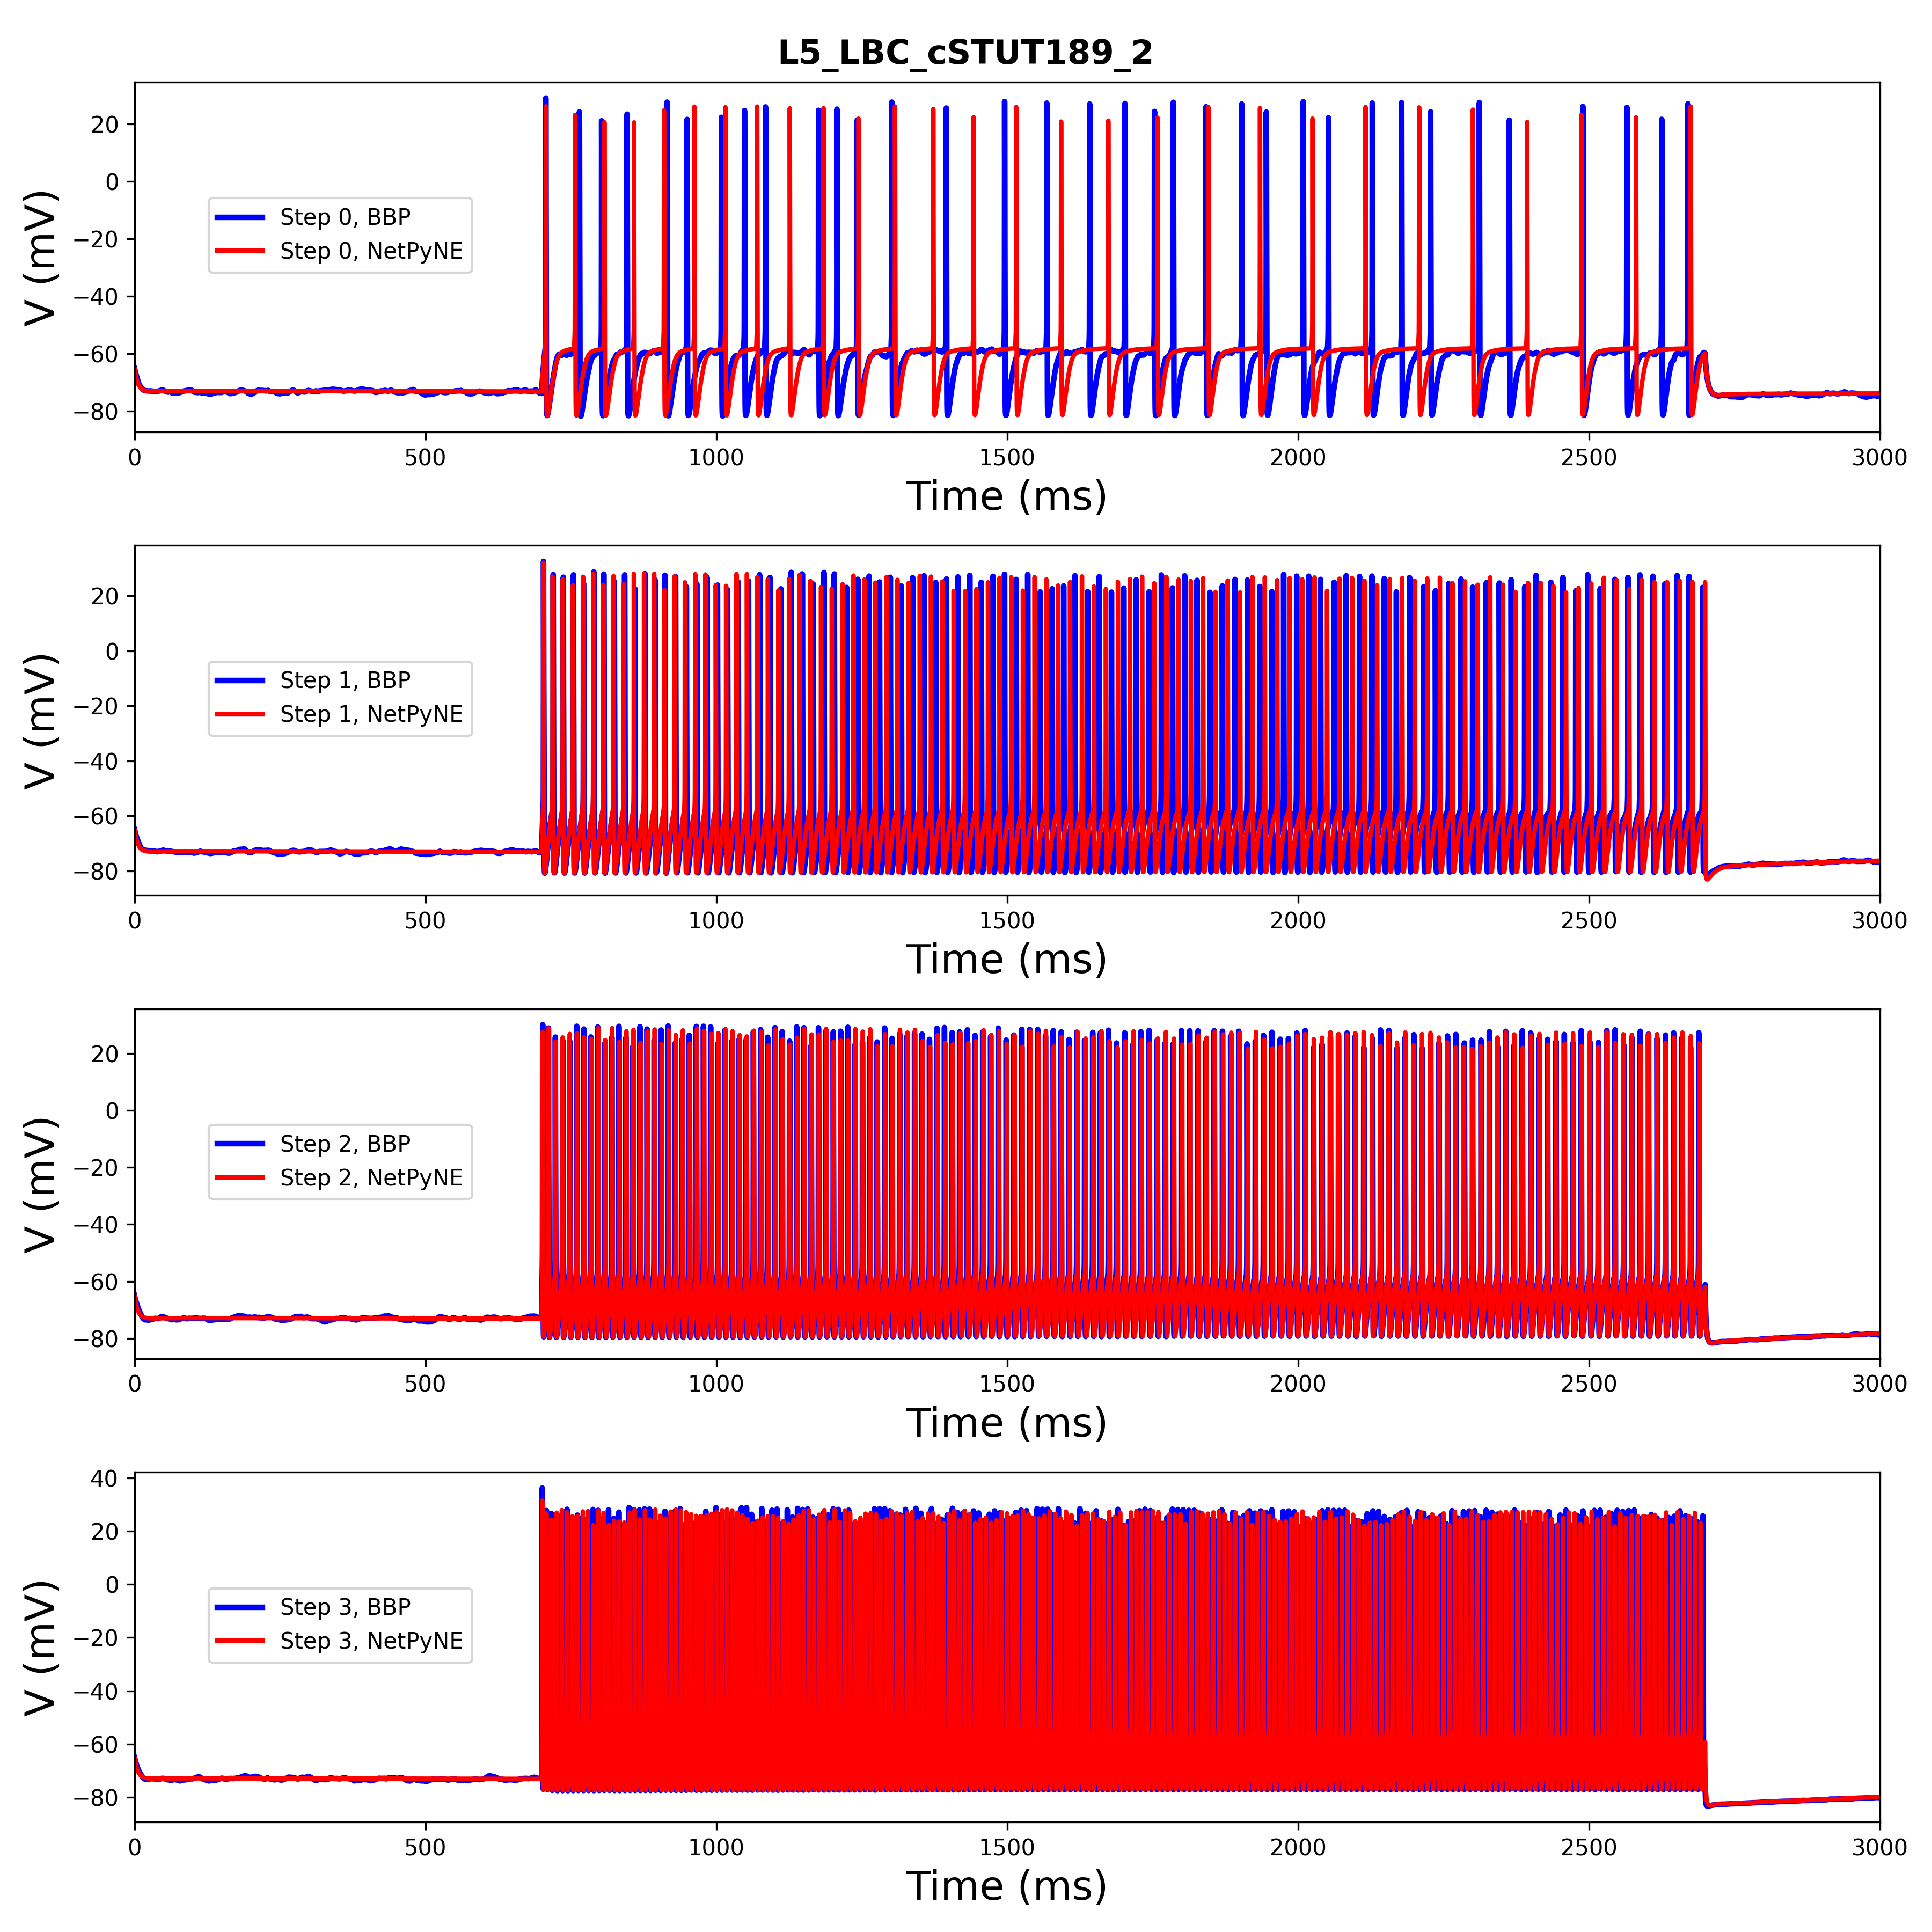 L5_LBC_cSTUT189_2
V (mV)
20
0
−20
−40
−60
−80
Step 0, BBP
Step 0, NetPyNE
0 500 1000 1500 2000 2500 3000
Time (ms)
V (mV)
20
0
−20
−40
−60
−80
Step 1, BBP
Step 1, NetPyNE
0 500 1000 1500 2000 2500 3000
Time (ms)
V (mV)
20
0
−20
−40
−60
−80
Step 2, BBP
Step 2, NetPyNE
0 500 1000 1500 2000 2500 3000
Time (ms)
V (mV)
40
20
0
−20
−40
−60
−80
Step 3, BBP
Step 3, NetPyNE
0 500 1000 1500 2000 2500 3000
Time (ms)